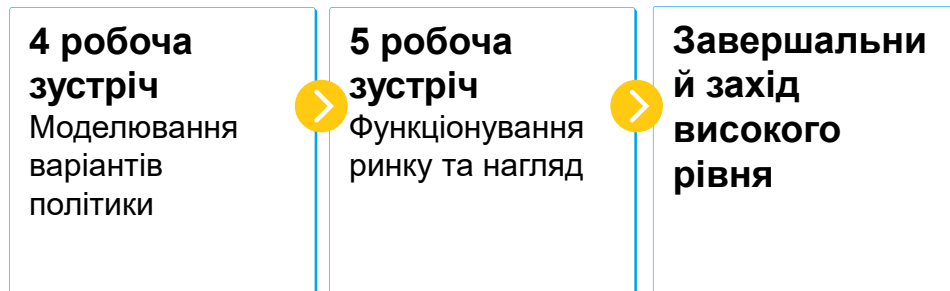 4 робоча
зустріч
Моделювання
варіантів
політики
5 робоча
зустріч
Функціонування
ринку та нагляд
Завершальни
й захід
високого
рівня